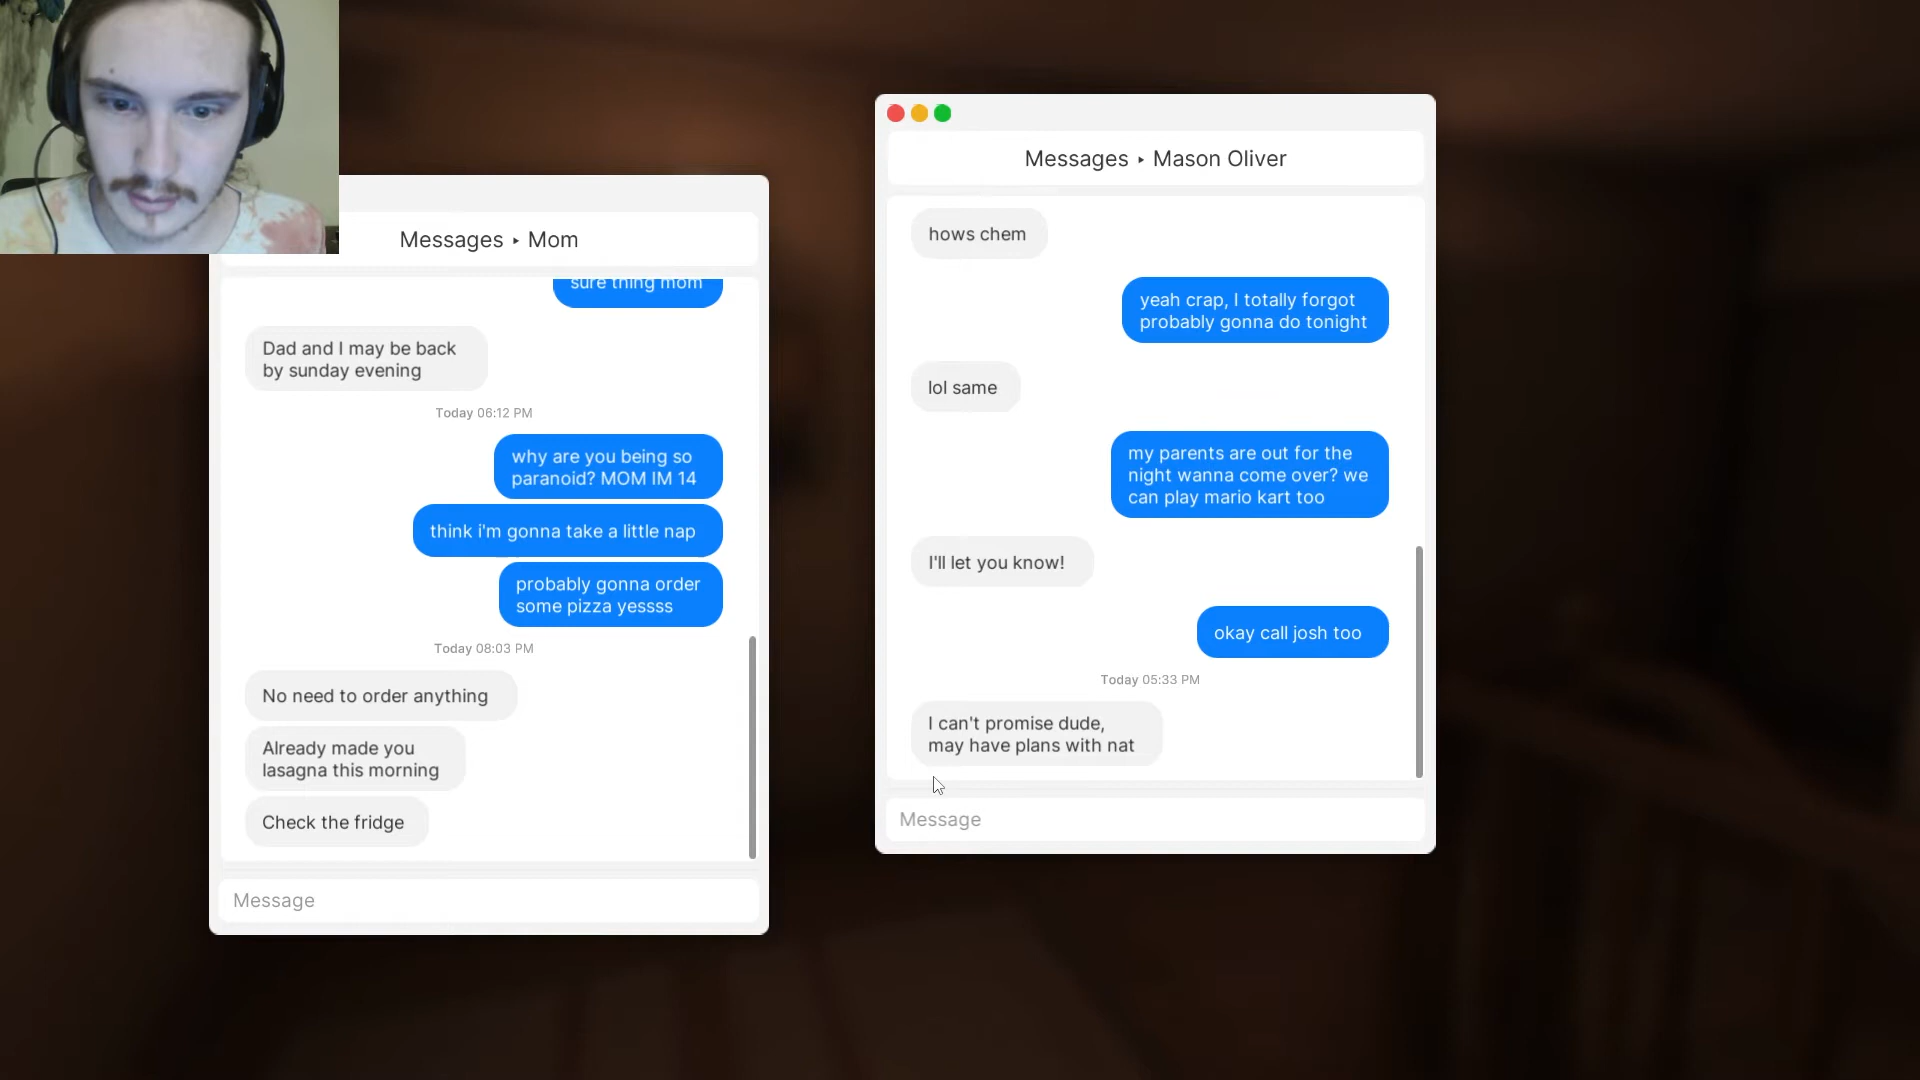 Messages ▸ Mom
sure thing mom
Dad and I may be back
by sunday evening
Today 06:12 PM
why are you being so
paranoid? MOM IM 14
think i'm gonna take a little nap
probably gonna order
some pizza yessss
Today 08:03 PM
No need to order anything
Already made you
lasagna this morning
Check the fridge
Message
Messages ▸ Mason Oliver
hows chem
yeah crap, I totally forgot
probably gonna do tonight
lol same
my parents are out for the
night wanna come over? we
can play mario kart too
I'll let you know!
okay call josh too
Today 05:33 PM
I can't promise dude,
may have plans with nat
Message